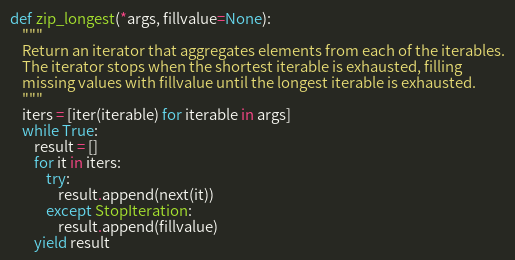 def zip_longest(*args, fillvalue=None):
"""
Return an iterator that aggregates elements from each of the iterables.
The iterator stops when the shortest iterable is exhausted, filling
missing values with fillvalue until the longest iterable is exhausted.
"""
iters = [iter(iterable) for iterable in args]
while True:
result = []
for it in iters:
try:
result.append(next(it))
except StopIteration:
result.append(fillvalue)
yield result